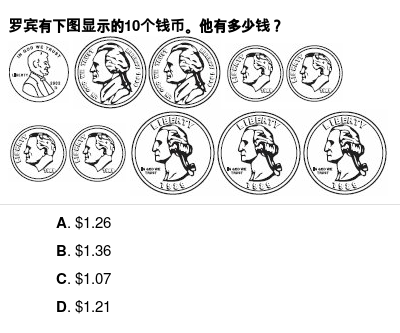 罗宾有下图显示的10个钱币。他有多少钱？
IN GOD WE TRUST
LIBERTY
LIBERTY LIBERTY LIBERTY
IN GOD WE TRUST IN GOD WE TRUST IN GOD WE TRUST
A. $1.26
B. $1.36
C. $1.07
D. $1.21